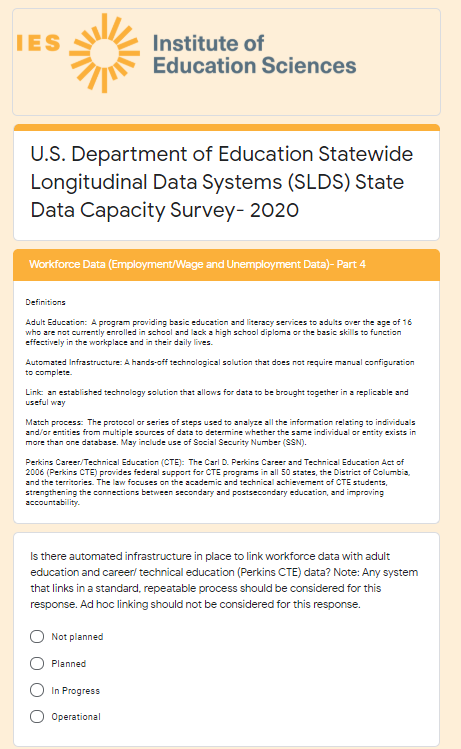 IES
Institute of
Education Sciences
U.S. Department of Education Statewide
Longitudinal Data Systems (SLDS) State
Data Capacity Survey- 2020
Workforce Data (Employment/Wage and Unemployment Data)- Part 4
Definitions
Adult Education: A program providing basic education and literacy services to adults over the age of 16
who are not currently enrolled in school and lack a high school diploma or the basic skills to function
effectively in the workplace and in their daily lives.
Automated Infrastructure: A hands-off technological solution that does not require manual configuration
to complete.
Link: an established technology solution that allows for data to be brought together in a replicable and
useful way
Match process: The protocol or series of steps used to analyze all the information relating to individuals
and/or entities from multiple sources of data to determine whether the same individual or entity exists in
more than one database. May include use of Social Security Number (SSN).
Perkins Career/Technical Education (CTE): The Carl D. Perkins Career and Technical Education Act of
2006 (Perkins CTE) provides federal support for CTE programs in all 50 states, the District of Columbia,
and the territories. The law focuses on the academic and technical achievement of CTE students,
strengthening the connections between secondary and postsecondary education, and improving
accountability.
Is there automated infrastructure in place to link workforce data with adult
education and career/ technical education (Perkins CTE) data? Note: Any system
that links in a standard, repeatable process should be considered for this
response. Ad hoc linking should not be considered for this response.
Not planned
Planned
In Progress
Operational